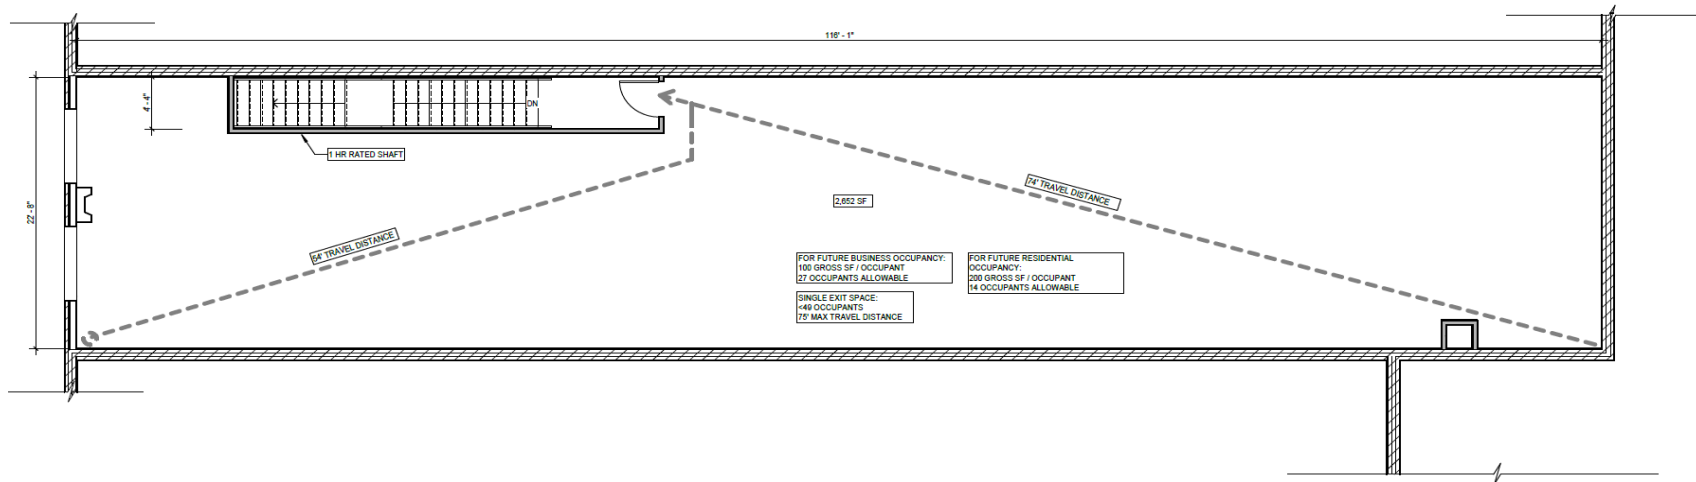 116' - 1"
4' - 4"
DN
1 HR RATED SHAFT
22' - 8"
74' TRAVEL DISTANCE
2,652 SF
54' TRAVEL DISTANCE
FOR FUTURE BUSINESS OCCUPANCY:
100 GROSS SF / OCCUPANT
27 OCCUPANTS ALLOWABLE
FOR FUTURE RESIDENTIAL
OCCUPANCY:
200 GROSS SF / OCCUPANT
14 OCCUPANTS ALLOWABLE
SINGLE EXIT SPACE:
<49 OCCUPANTS
75' MAX TRAVEL DISTANCE